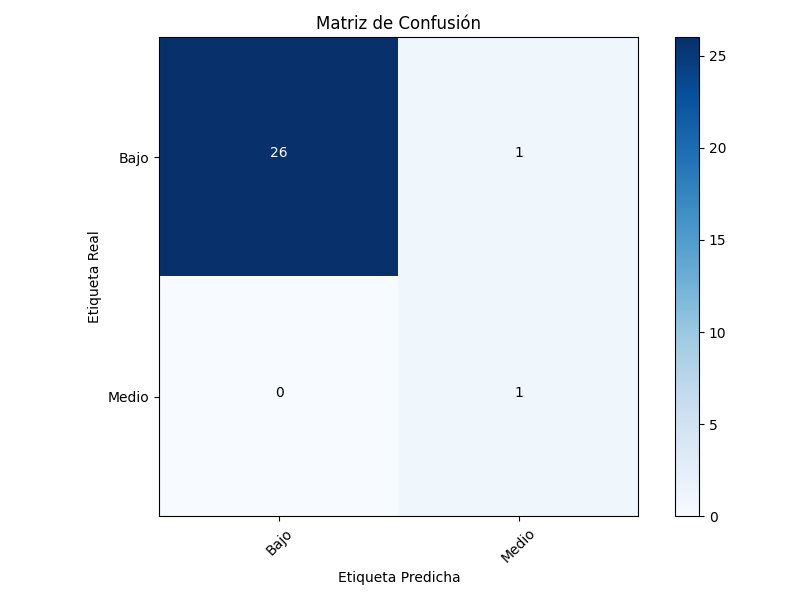 Matriz de Confusión
Bajo
26
1
Medio
0
1
Etiqueta Real
Bajo
Medio
Etiqueta Predicha
25
20
15
10
5
0